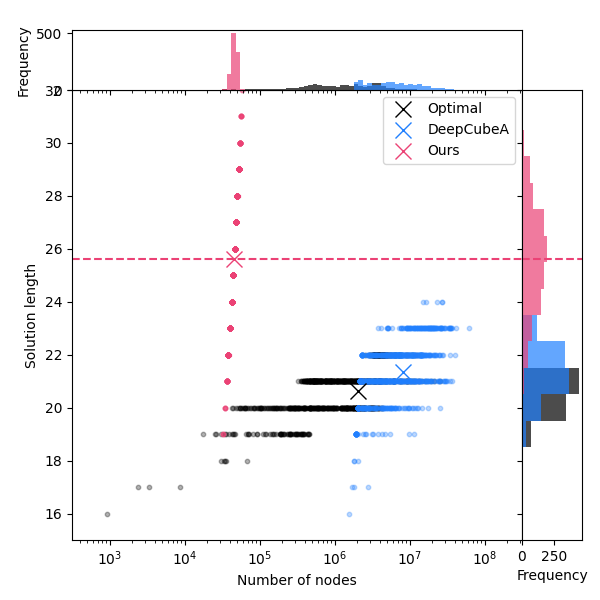 500
Frequency
0
32
30
28
26
24
22
20
18
16
Solution length
Optimal
DeepCubeA
Ours
10^3
10^4
10^5
10^6
10^7
10^8
Number of nodes
0 250
Frequency